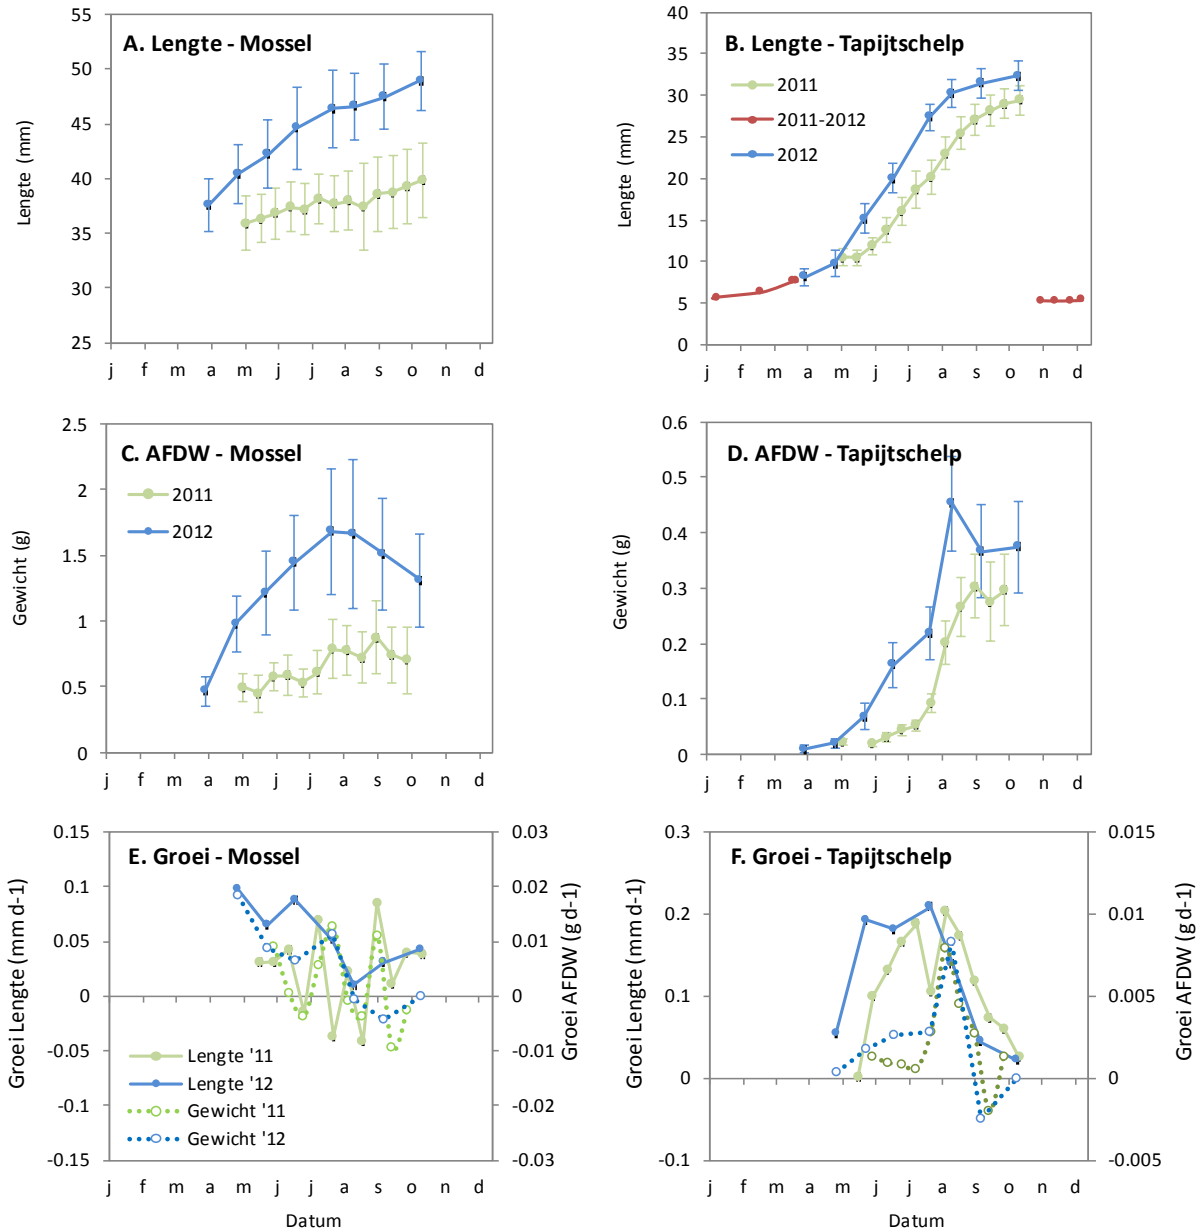 A. Lengte - Mossel
55
50
45
40
35
30
25
Lengte (mm)
j f m a m j j a s o n d
B. Lengte - Tapijtschelp
2011
2011-2012
2012
40
35
30
25
20
15
10
5
0
Lengte (mm)
j f m a m j j a s o n d
C. AFDW - Mossel
2011
2012
2.5
2
1.5
1
0.5
0
Gewicht (g)
j f m a m j j a s o n d
D. AFDW - Tapijtschelp
0.6
0.5
0.4
0.3
0.2
0.1
0
Gewicht (g)
j f m a m j j a s o n d
E. Groei - Mossel
0.15
0.1
0.05
0
-0.05
-0.1
-0.15
Groei Lengte (mm d-1)
0.03
0.02
0.01
0
-0.01
-0.02
-0.03
Groei AFDW (g d-1)
Lengte '11
Lengte '12
Gewicht '11
Gewicht '12
j f m a m j j a s o n d
Datum
F. Groei - Tapijtschelp
0.3
0.2
0.1
0
-0.1
Groei Lengte (mm d-1)
0.015
0.01
0.005
0
-0.005
Groei AFDW (g d-1)
j f m a m j j a s o n d
Datum